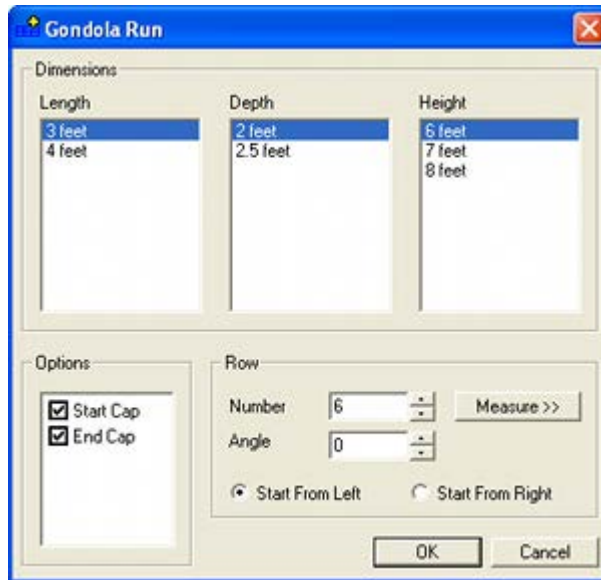 Gondola Run
Dimensions
Length Depth Height
3 feet 2 feet 6 feet
4 feet 2.5 feet 7 feet
8 feet
Options Row
Start Cap Number 6 Measure >>
End Cap Angle 0
Start From Left Start From Right
OK Cancel